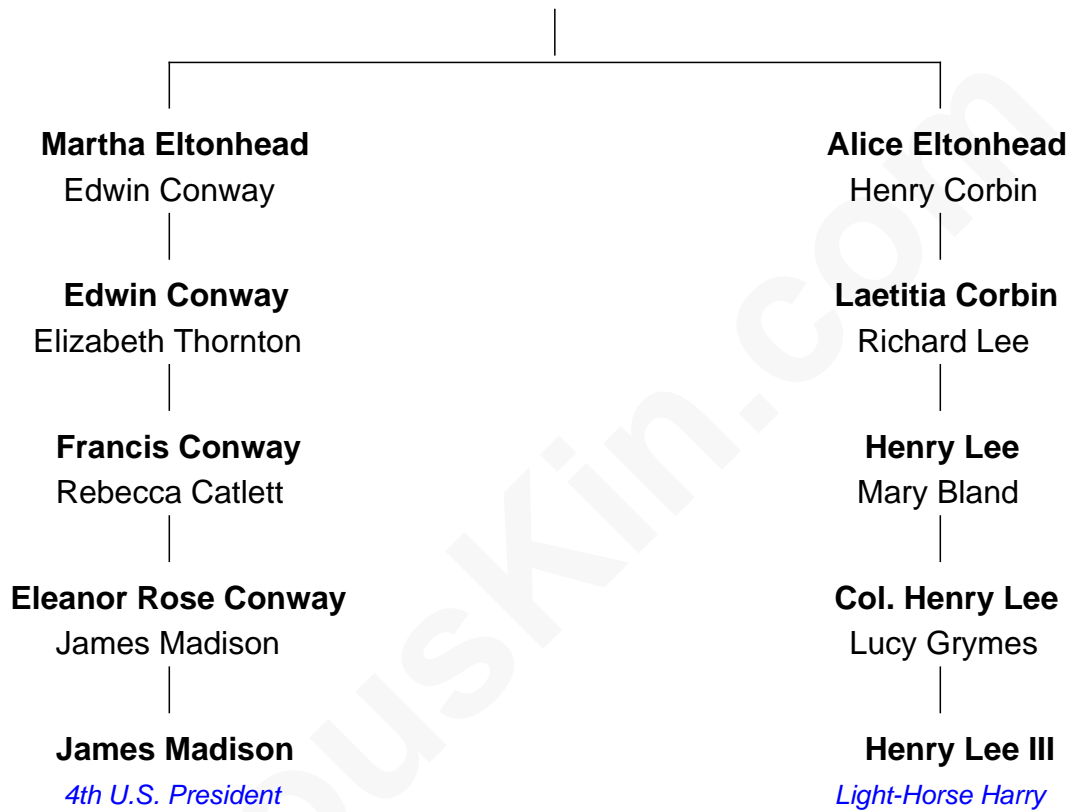 Martha Eltonhead
Edwin Conway
Edwin Conway
Elizabeth Thornton
Francis Conway
Rebecca Catlett
Eleanor Rose Conway
James Madison
James Madison
4th U.S. President
Alice Eltonhead
Henry Corbin
Laetitia Corbin
Richard Lee
Henry Lee
Mary Bland
Col. Henry Lee
Lucy Grymes
Henry Lee III
Light-Horse Harry
ousKin.com